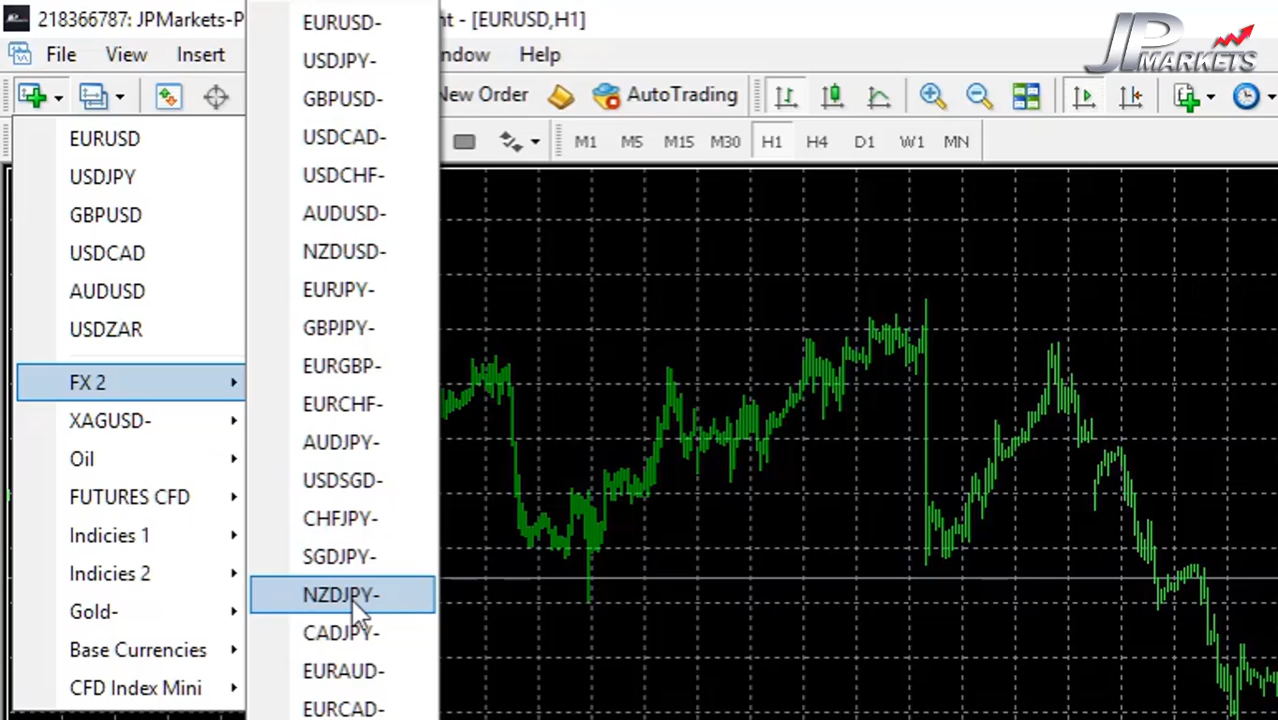 218366787: JPMarkets-P
nt - [EURUSD,H1]
JP MARKETS
File View Insert
ndow Help
New Order AutoTrading
M1 M5 M15 M30 H1 H4 D1 W1 MN
EURUSD
USDJPY
GBPUSD
USDCAD
AUDUSD
USDZAR
FX 2
XAGUSD-
Oil
FUTURES CFD
Indicies 1
Indicies 2
Gold-
Base Currencies
CFD Index Mini
EURUSD-
USDJPY-
GBPUSD-
USDCAD-
USDCHF-
AUDUSD-
NZDUSD-
EURJPY-
GBPJPY-
EURGBP-
EURCHF-
AUDJPY-
USDSGD-
CHFJPY-
SGDJPY-
NZDJPY-
CADJPY-
EURAUD-
EURCAD-